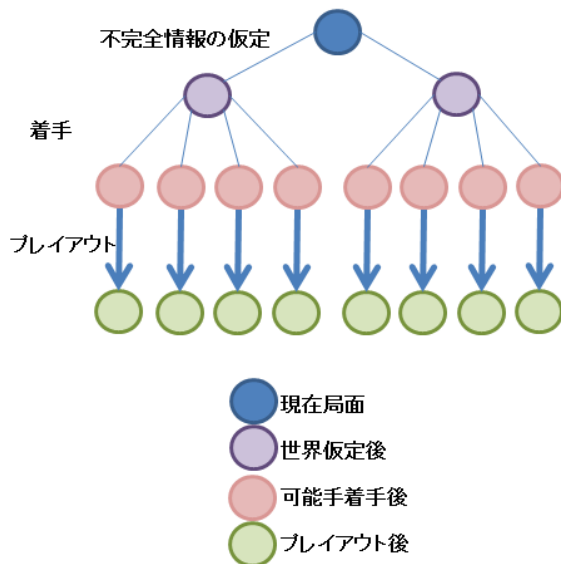 不完全情報の仮定
着手
プレイアウト
現在局面
世界仮定後
可能手着手後
プレイアウト後